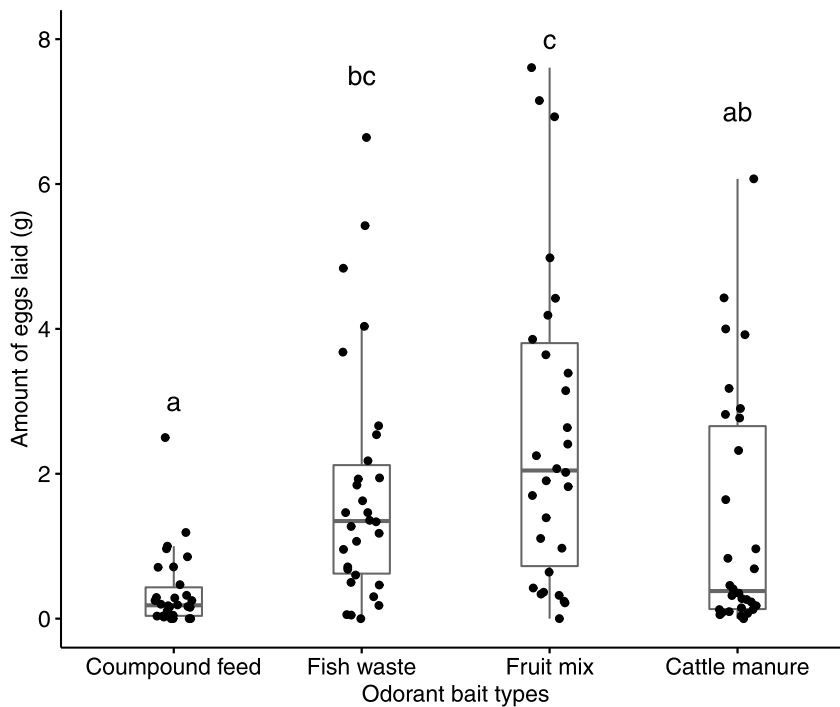 c
8
bc
ab
6
Amount of eggs laid (g)
4
a
2
0
Coumpound feed Fish waste Fruit mix Cattle manure
Odorant bait types